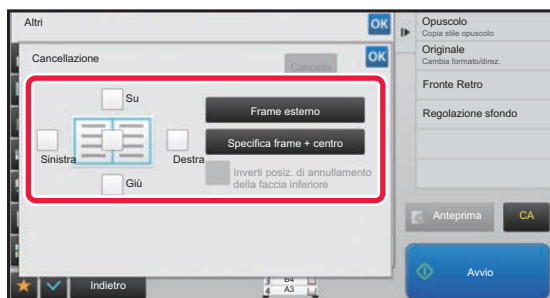 Altri
OK
Cancellazione
Cancella
OK
Su
Sinistra
Destra
Giù
Frame esterno
Specifica frame + centro
Inverti posiz. di annullamento
della faccia inferiore
Indietro
3 B4
4 A3
Opuscolo
Copia stile opuscolo
Originale
Cambia formato/direz.
Fronte Retro
Regolazione sfondo
Anteprima
CA
Avvio